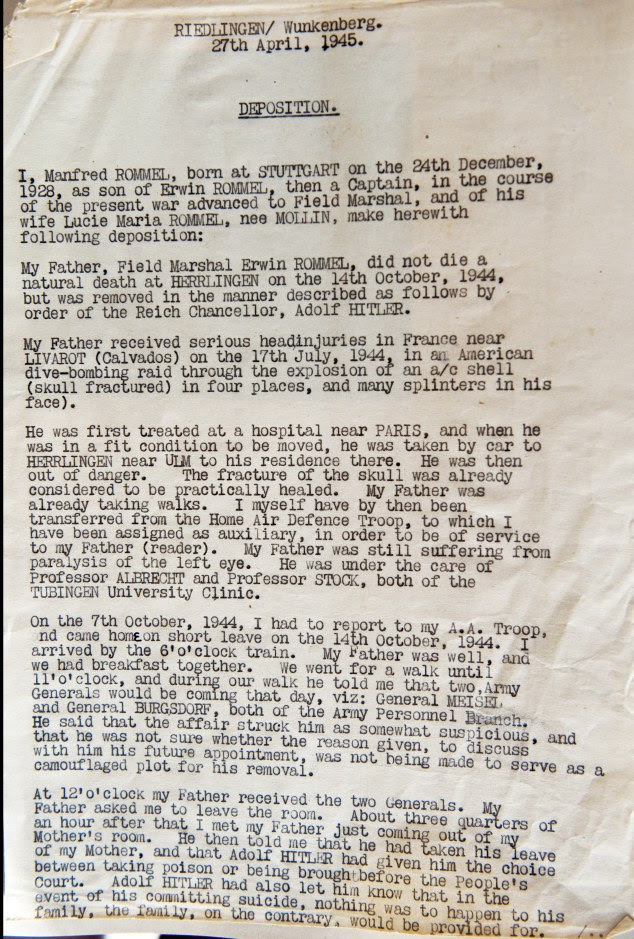 RIEDLINGEN/ Wunkenberg.
27th April, 1945.
DEPOSITION.
I, Manfred ROMMEL, born at STUTTGART on the 24th December,
1928, as son of Erwin ROMMEL, then a Captain, in the course
of the present war advanced to Field Marshal, and of his
wife Lucie Maria ROMMEL, nee MOLLIN, make herewith
following deposition:
My Father, Field Marshal Erwin ROMMEL, did not die a
natural death at HERRLINGEN on the 14th October, 1944,
but was removed in the manner described as follows by
order of the Reich Chancellor, Adolf HITLER.
My Father received serious headinjuries in France near
LIVAROT (Calvados) on the 17th July, 1944, in an American
dive-bombing raid through the explosion of an a/c shell
(skull fractured) in four places, and many splinters in his
face).
He was first treated at a hospital near PARIS, and when he
was in a fit condition to be moved, he was taken by car to
HERRLINGEN near ULM to his residence there. He was then
out of danger. The fracture of the skull was already
considered to be practically healed. My Father was
already taking walks. I myself have by then been
transferred from the Home Air Defence Troop, to which I
have been assigned as auxiliary, in order to be of service
to my Father (reader). My Father was still suffering from
paralysis of the left eye. He was under the care of
Professor ALBRECHT and Professor STOCK, both of the
TUBINGEN University Clinic.
On the 7th October, 1944, I had to report to my A.A. Troop,
nd came homeon short leave on the 14th October, 1944. I
arrived by the 6'o'clock train. My Father was well, and
we had breakfast together. We went for a walk until
11'o'clock, and during our walk he told me that two Army
Generals would be coming that day, viz: General MEISEL
and General BURGSDORF, both of the Army Personnel Branch.
He said that the affair struck him as somewhat suspicious, and
that he was not sure whether the reason given, to discuss
with him his future appointment, was not being made to serve as a
camouflaged plot for his removal.
At 12'o'clock my Father received the two Generals. My
Father asked me to leave the room. About three quarters of
an hour after that I met my Father just coming out of my
Mother's room. He then told me that he had taken his leave
of my Mother, and that Adolf HITLER had given him the choice
between taking poison or being brought before the People's
Court. Adolf HITLER had also let him know that in the
event of his committing suicide, nothing was to happen to his
family, the family, on the contrary, would be provided for.
/..